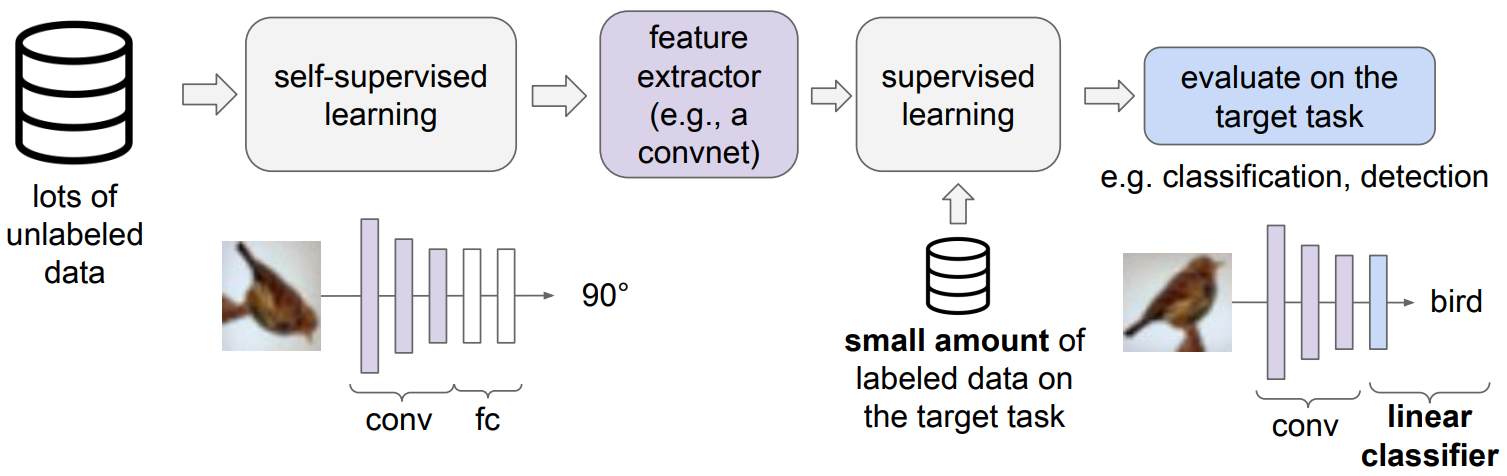 lots of
unlabeled
data
self-supervised
learning
feature
extractor
(e.g., a
convnet)
supervised
learning
evaluate on the
target task
e.g. classification, detection
90°
conv
fc
small amount of
labeled data on
the target task
bird
conv
linear
classifier